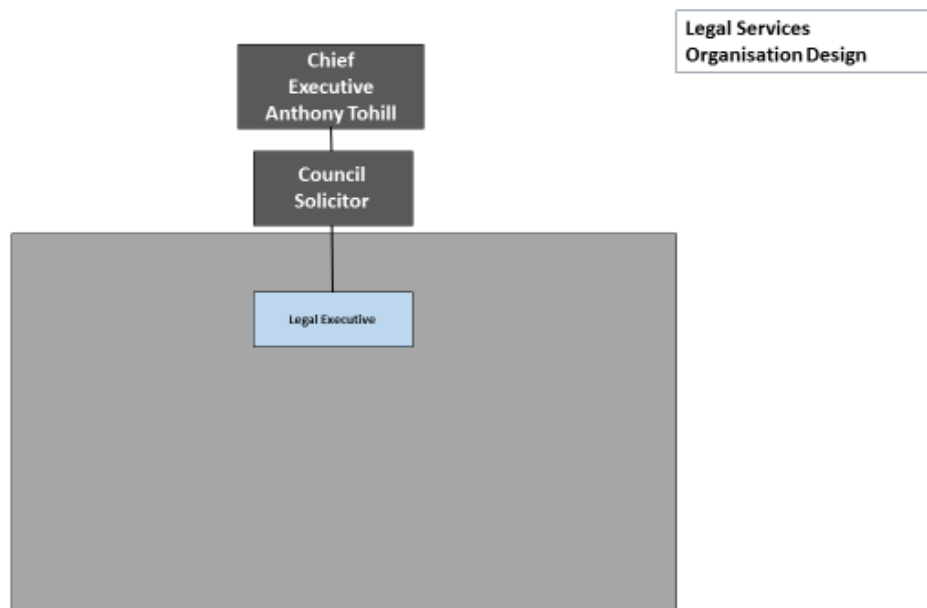 Legal Services
Organisation Design
Chief
Executive
Anthony Tohill
Council
Solicitor
Legal Executive